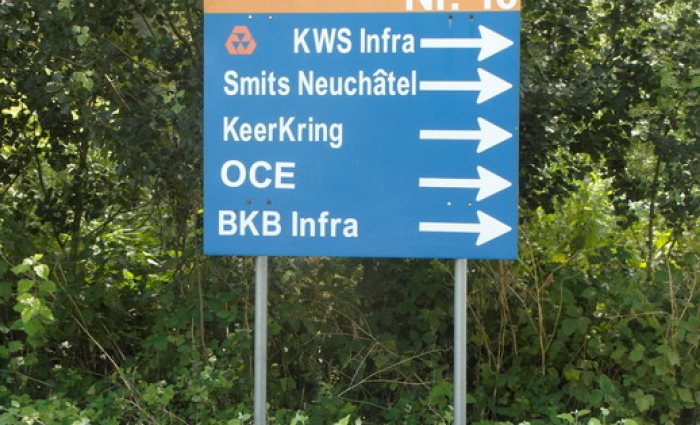 KWS Infra
Smits Neuchâtel
KeerKring
OCE
BKB Infra